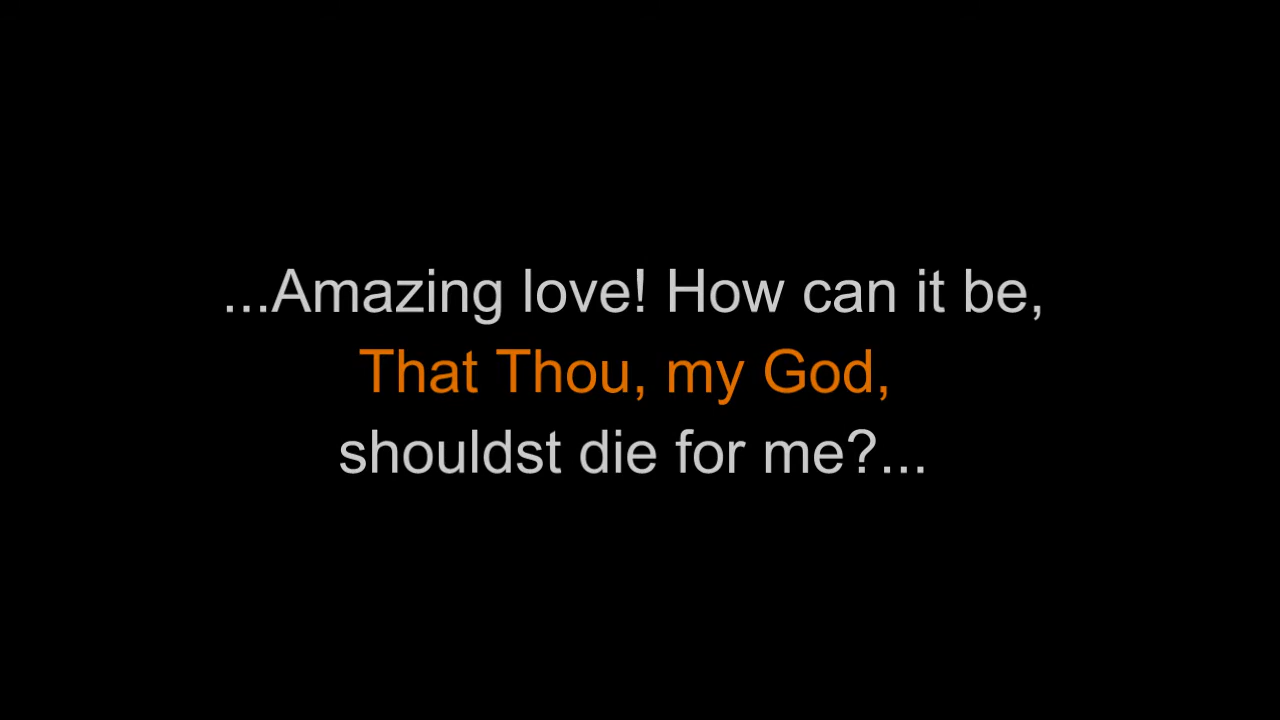 ...Amazing love! How can it be,
That Thou, my God,
shouldst die for me?...